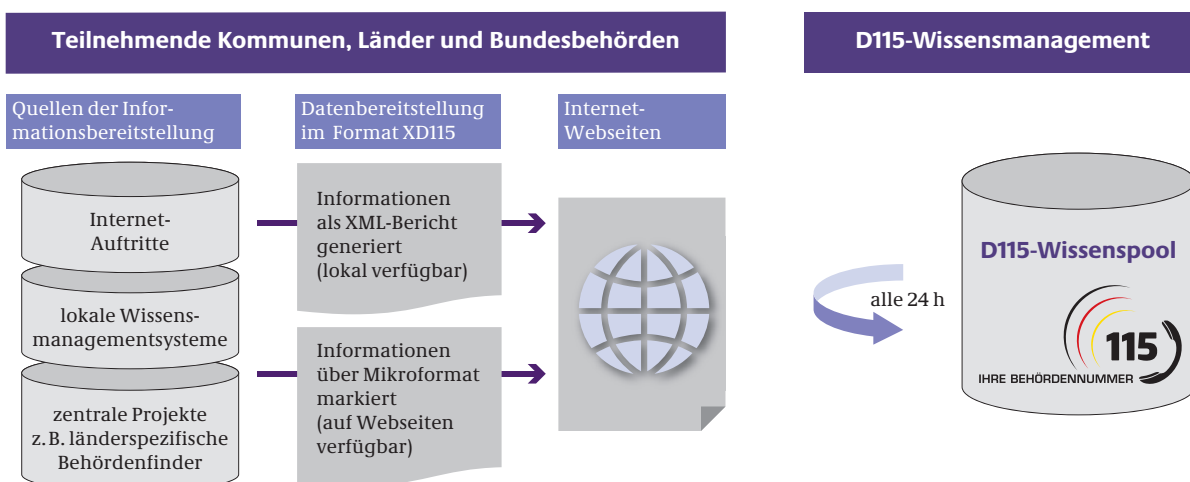 Teilnehmende Kommunen, Länder und Bundesbehörden
D115-Wissensmanagement
Quellen der Infor-
mationsbereitstellung
Datenbereitstellung
im Format XD115
Internet-
Webseiten
Internet-
Auftritte
lokale Wissens-
managementsysteme
zentrale Projekte
z. B. länderspezifische
Behördenfinder
Informationen
als XML-Bericht
generiert
(lokal verfügbar)
Informationen
über Mikroformat
markiert
(auf Webseiten
verfügbar)
alle 24 h
D115-Wissenspool
115
IHRE BEHÖRDENNUMMER